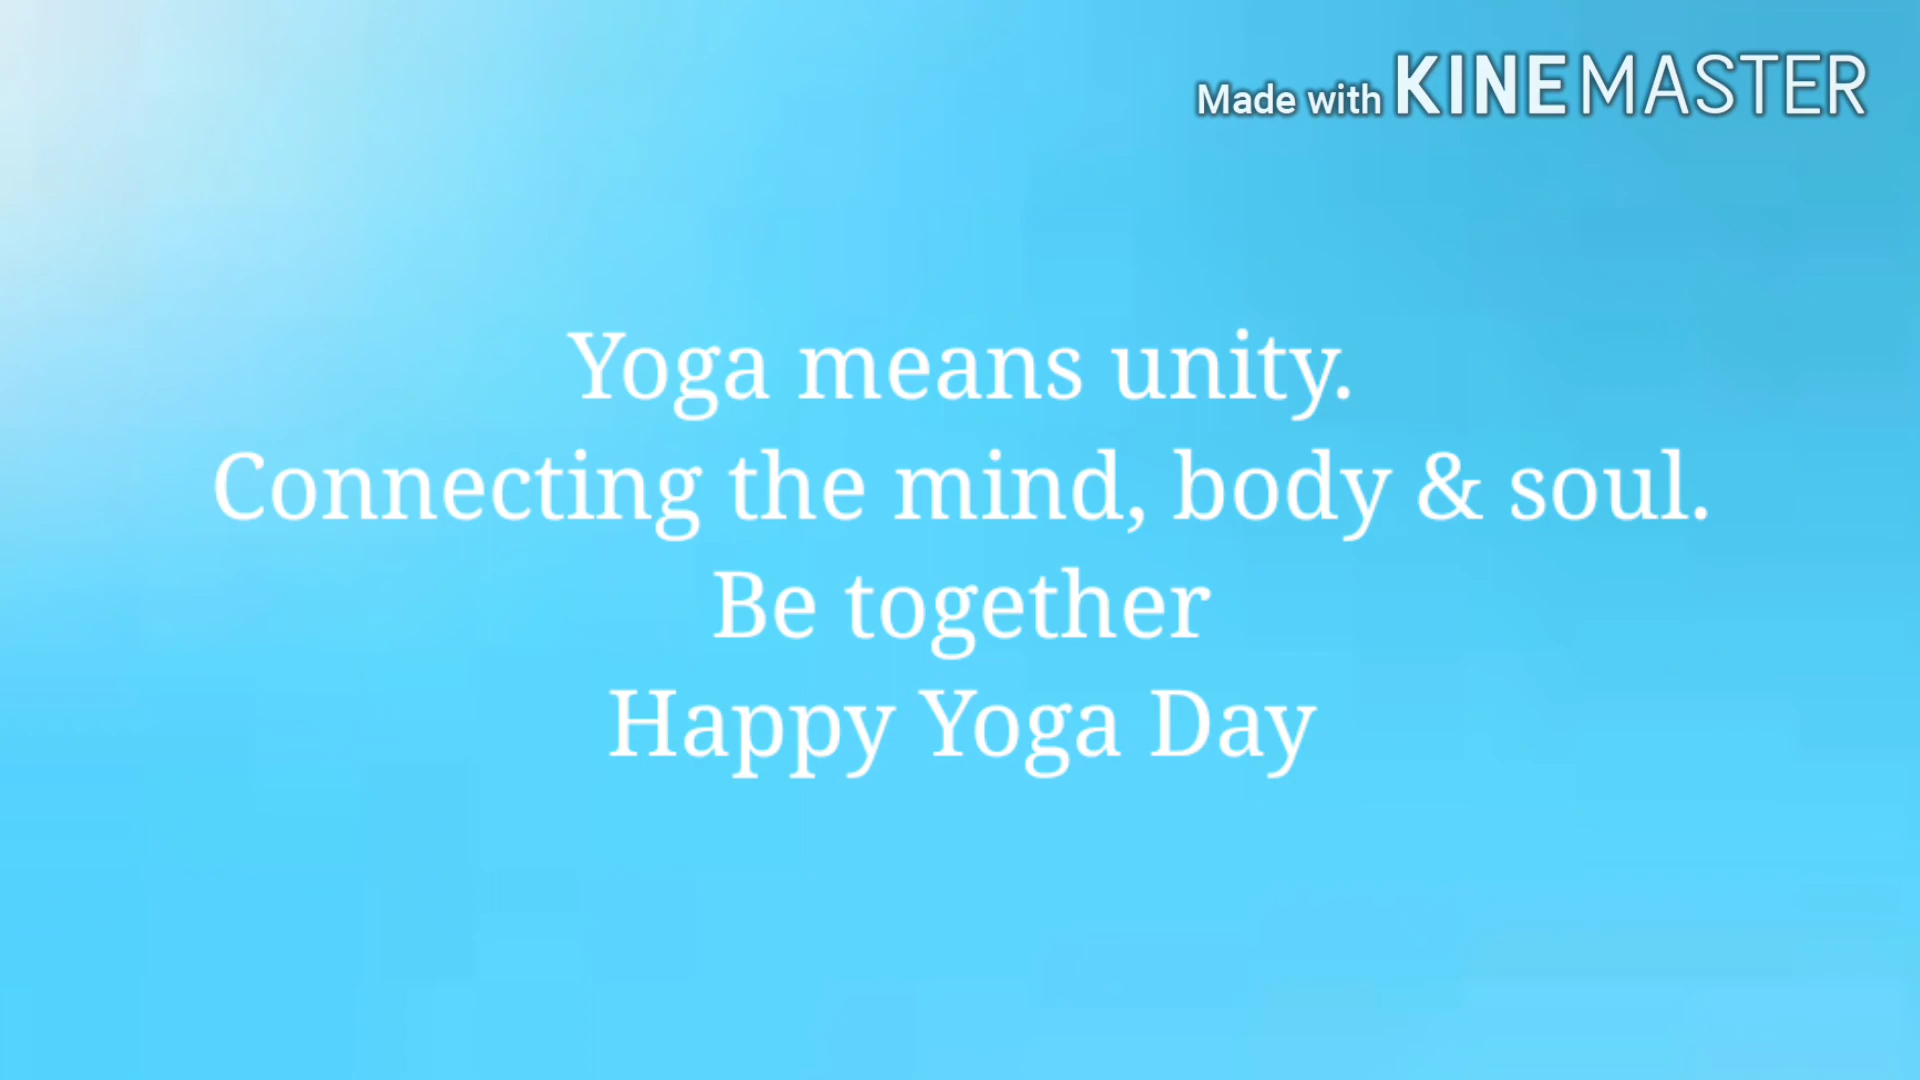 Made with KINEMASTER
Yoga means unity.
Connecting the mind, body & soul.
Be together
Happy Yoga Day